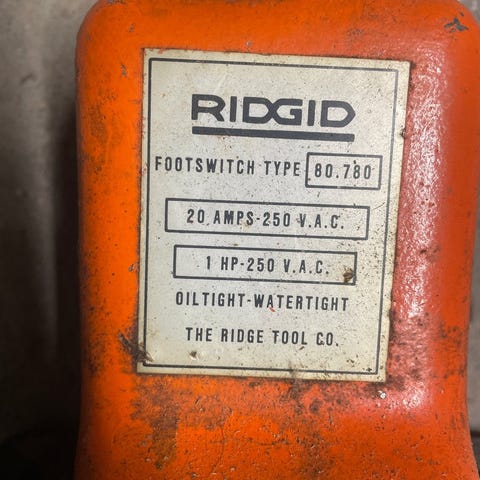 RIDGID
FOOTSWITCH TYPE 80.780
20 AMPS-250 V.A.C.
1 HP-250 V.A.C.
OILTIGHT-WATERTIGHT
THE RIDGE TOOL CO.